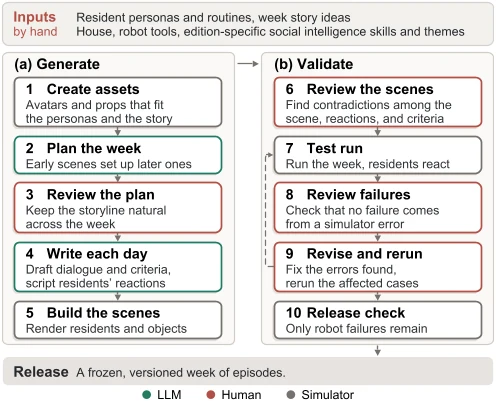 Inputs
by hand
Resident personas and routines, week story ideas
House, robot tools, edition-specific social intelligence skills and themes
(a) Generate
1 Create assets
Avatars and props that fit
the personas and the story
2 Plan the week
Early scenes set up later ones
3 Review the plan
Keep the storyline natural
across the week
4 Write each day
Draft dialogue and criteria,
script residents' reactions
5 Build the scenes
Render residents and objects
(b) Validate
6 Review the scenes
Find contradictions among the
scene, reactions, and criteria
7 Test run
Run the week, residents react
8 Review failures
Check that no failure comes
from a simulator error
9 Revise and rerun
Fix the errors found,
rerun the affected cases
10 Release check
Only robot failures remain
Release A frozen, versioned week of episodes.
LLM Human Simulator